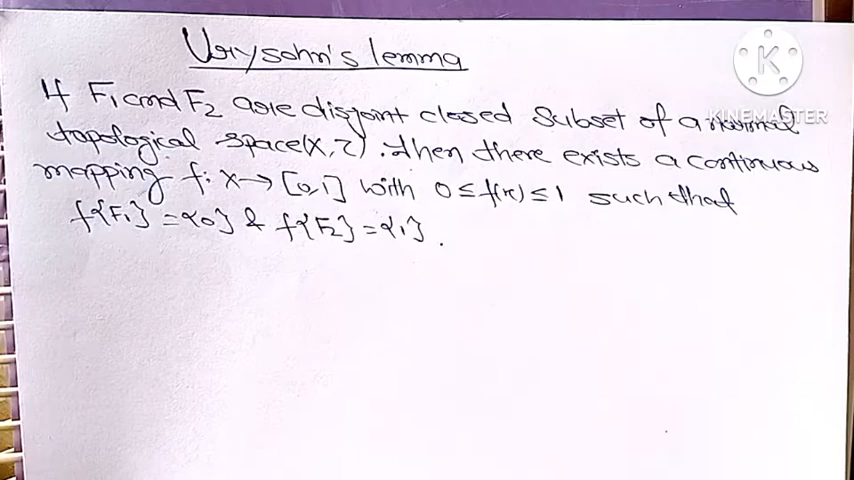 Urysohn's lemma
If F₁ and F₂ are disjoint closed subset of a normal
topological space (X, τ). Then there exists a continuous
mapping f: X → [0,1] with 0 ≤ f(x) ≤ 1 such that
f{F₁} = {0} & f{F₂} = {1}.
K
KINEMASTER